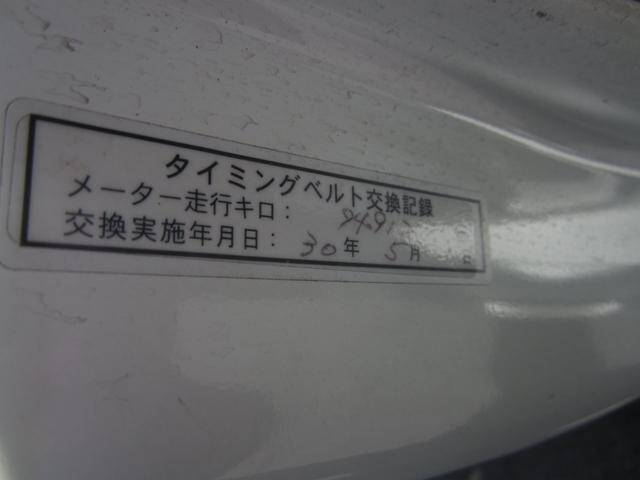 タイミングベルト交換記録
メーター走行キロ：
交換実施年月日：30年 5月 日